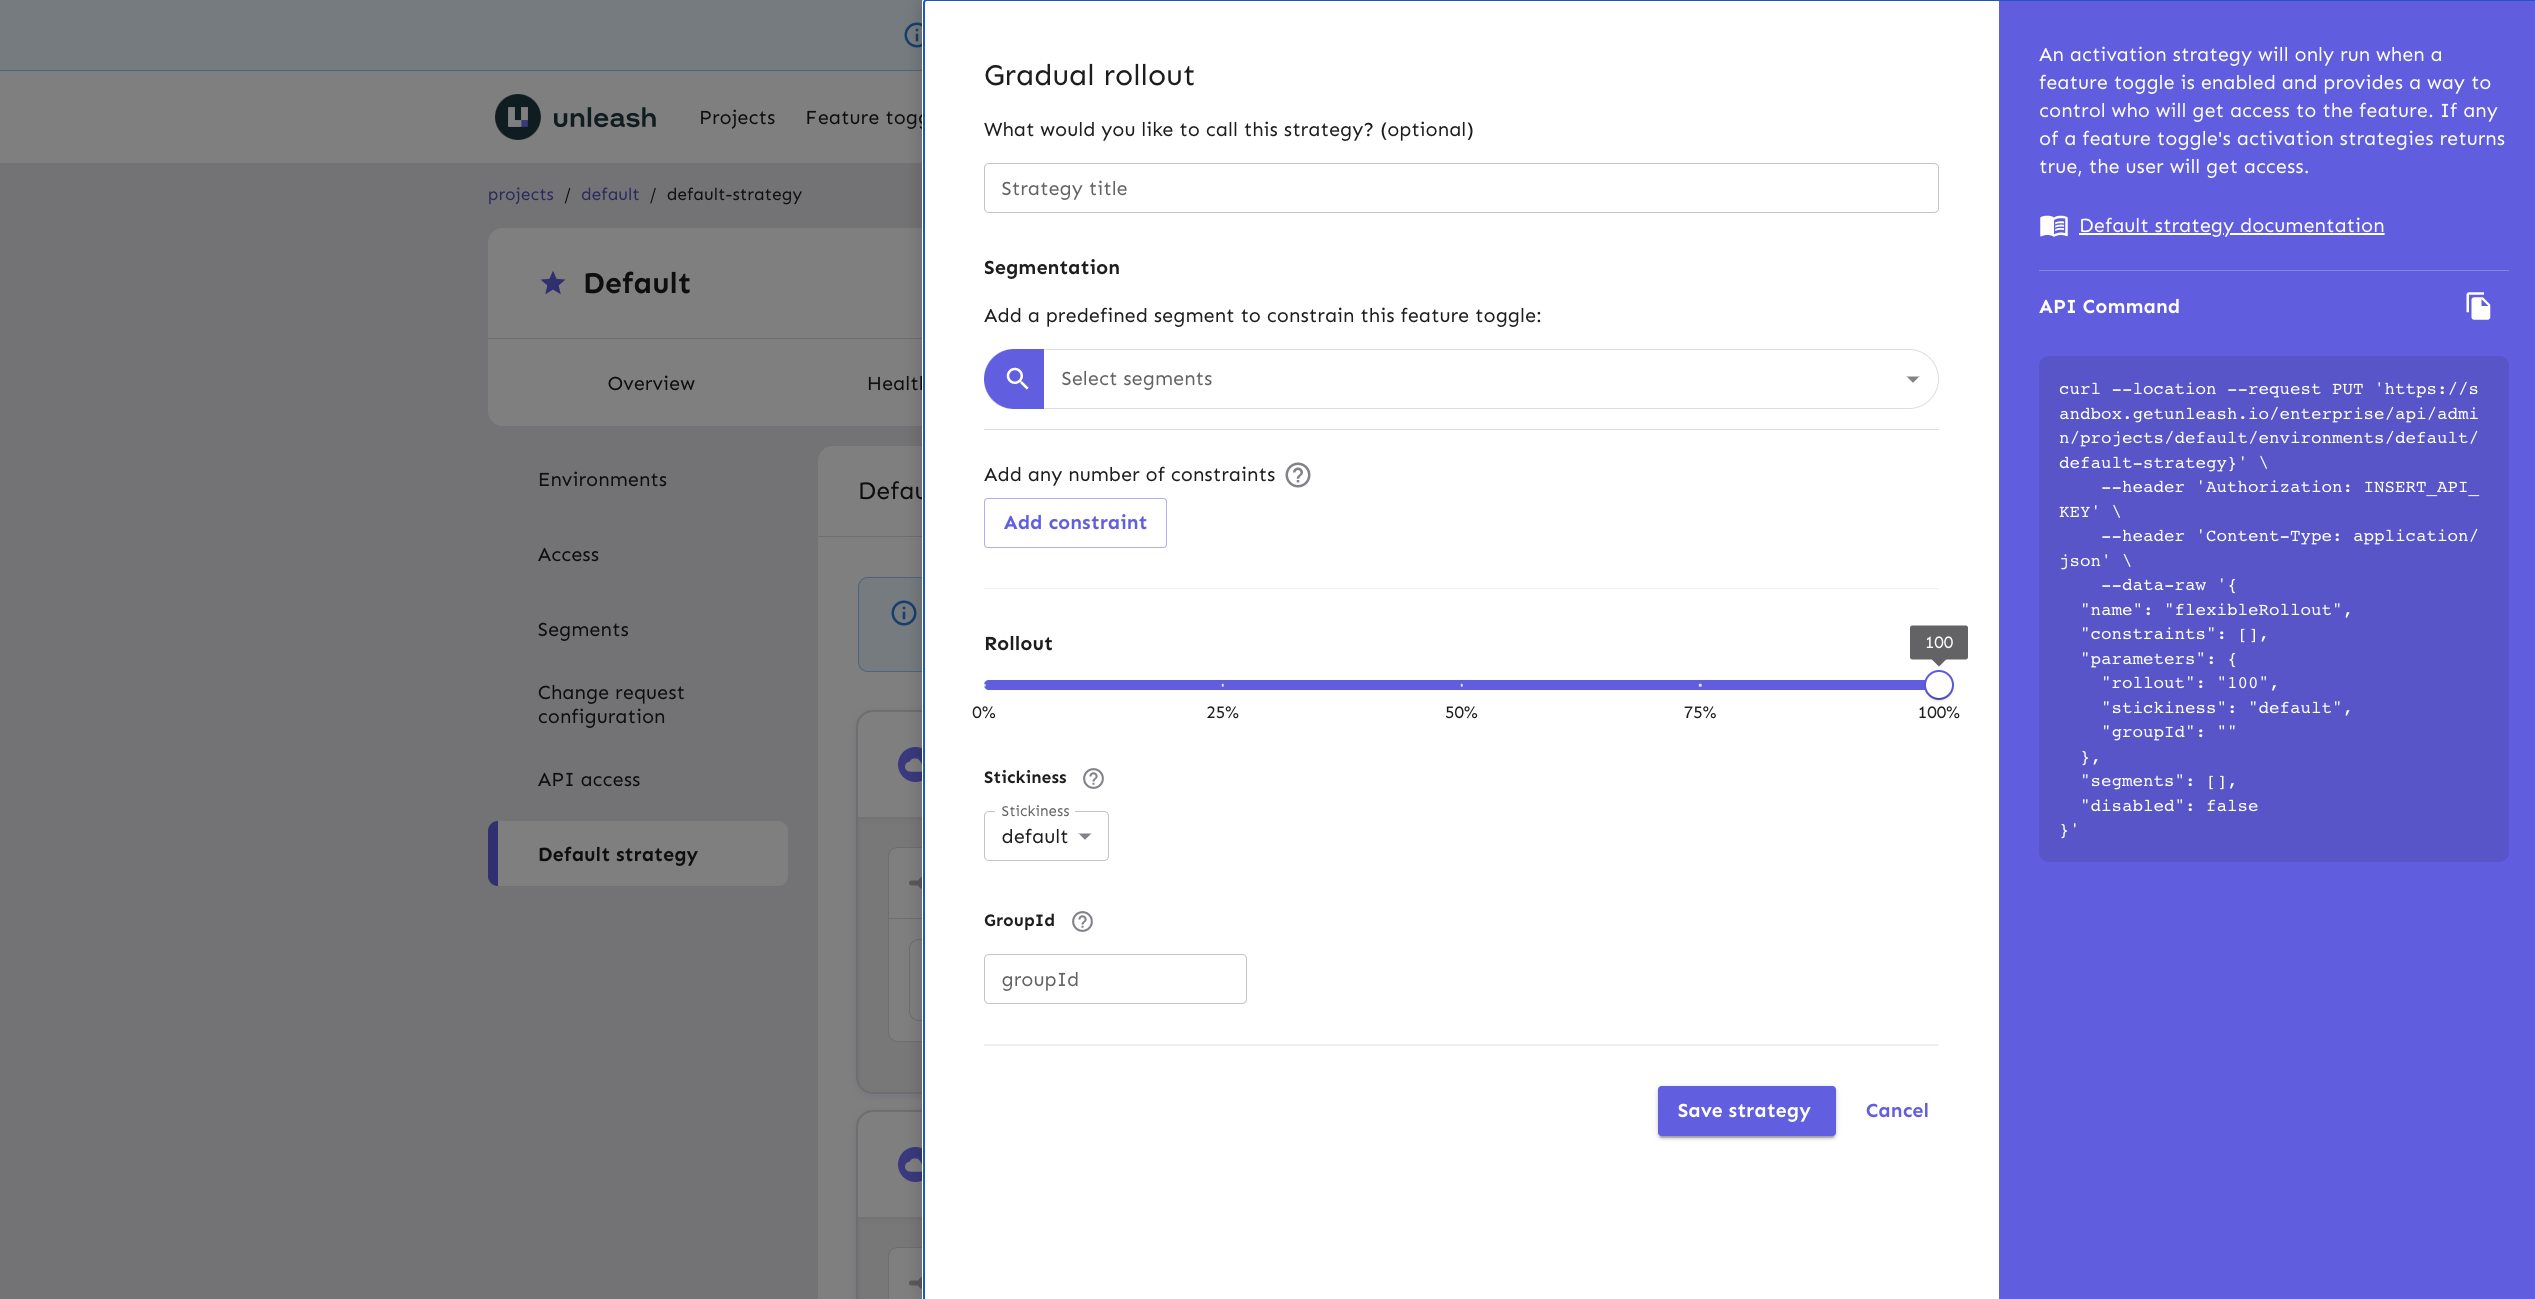 unleash
Projects
Feature togg
projects / default / default-strategy
Default
Overview
Healt
Environments
Access
Segments
Change request
configuration
API access
Default strategy
Defau
Gradual rollout
What would you like to call this strategy? (optional)
Strategy title
Segmentation
Add a predefined segment to constrain this feature toggle:
Select segments
Add any number of constraints
Add constraint
Rollout
100
0% 25% 50% 75% 100%
Stickiness
Stickiness
default
GroupId
groupId
Save strategy
Cancel
An activation strategy will only run when a
feature toggle is enabled and provides a way to
control who will get access to the feature. If any
of a feature toggle's activation strategies returns
true, the user will get access.
Default strategy documentation
API Command
curl --location --request PUT 'https://s
andbox.getunleash.io/enterprise/api/admi
n/projects/default/environments/default/
default-strategy}' \
    --header 'Authorization: INSERT_API_
KEY' \
    --header 'Content-Type: application/
json' \
    --data-raw '{
  "name": "flexibleRollout",
  "constraints": [],
  "parameters": {
    "rollout": "100",
    "stickiness": "default",
    "groupId": ""
  },
  "segments": [],
  "disabled": false
}'